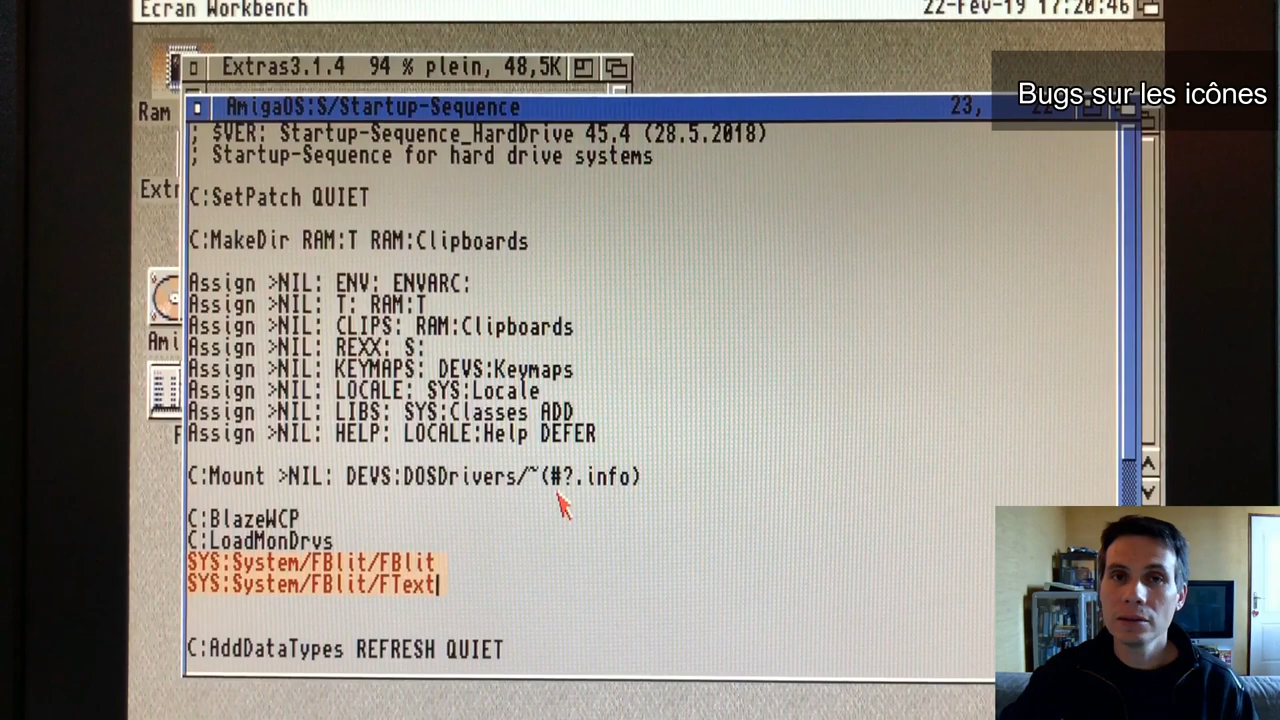 Ecran Workbench
22-Fév-19 17:20:46
Extras3.1.4 94 % plein, 48,5K
Bugs sur les icônes
AmigaOS:S/Startup-Sequence
23,
Ram
; $VER: Startup-Sequence_HardDrive 45.4 (28.5.2018)
; Startup-Sequence for hard drive systems
Extr
C:SetPatch QUIET
C:MakeDir RAM:T RAM:Clipboards
Assign >NIL: ENV: ENVARC:
Assign >NIL: T: RAM:T
Assign >NIL: CLIPS: RAM:Clipboards
Assign >NIL: REXX: S:
Ami
Assign >NIL: KEYMAPS: DEVS:Keymaps
Assign >NIL: LOCALE: SYS:Locale
Assign >NIL: LIBS: SYS:Classes ADD
Assign >NIL: HELP: LOCALE:Help DEFER
C:Mount >NIL: DEVS:DOSDrivers/~(#?.info)
C:BlazeWCP
C:LoadMonDrvs
SYS:System/FBlit/FBlit
SYS:System/FBlit/FText
C:AddDataTypes REFRESH QUIET